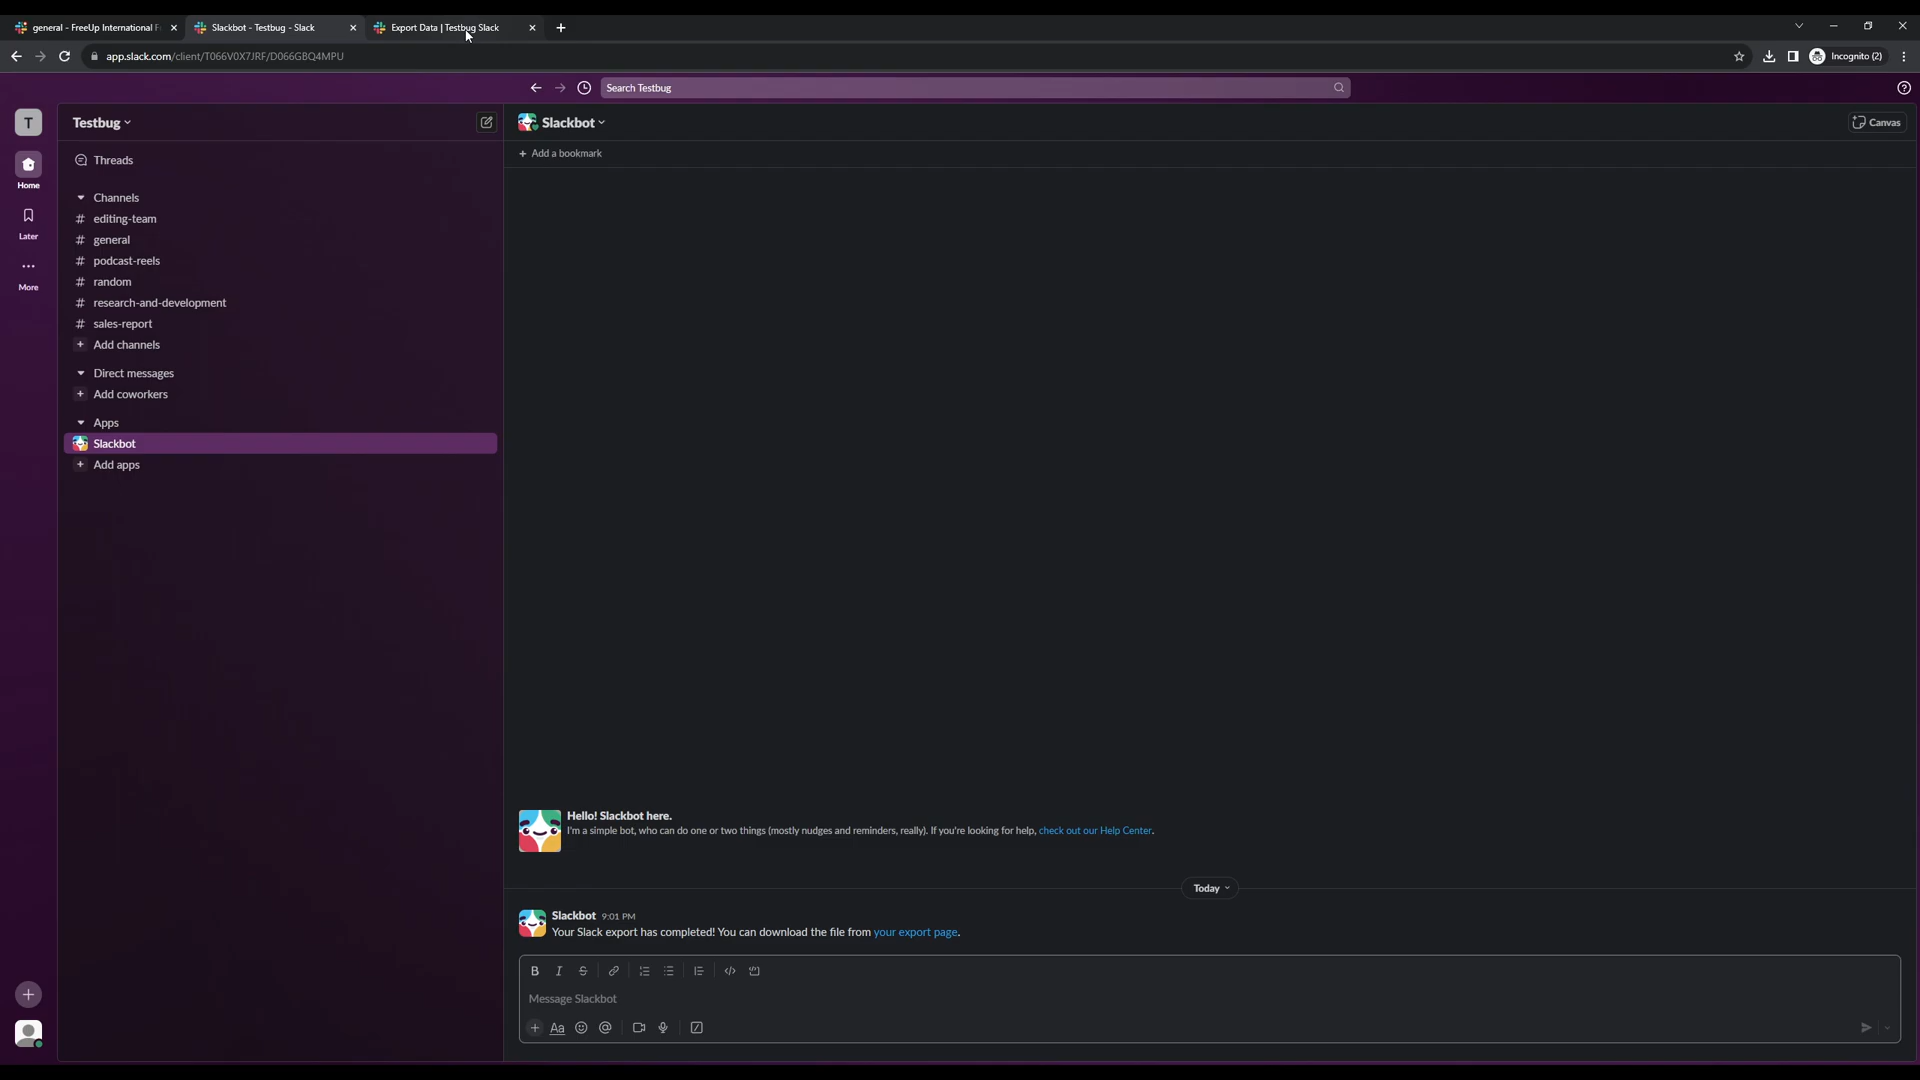 general - FreeUp International F
Slackbot - Testbug - Slack
Export Data | Testbug Slack
app.slack.com/client/T066V0X7JRF/D066GBQ4MPU
Incognito (2)
Search Testbug
T
Testbug
Slackbot
Canvas
Add a bookmark
Home
Later
More
Threads
Channels
# editing-team
# general
# podcast-reels
# random
# research-and-development
# sales-report
+ Add channels
Direct messages
+ Add coworkers
Apps
Slackbot
+ Add apps
Hello! Slackbot here.
I'm a simple bot, who can do one or two things (mostly nudges and reminders, really). If you're looking for help, check out our Help Center.
Today
Slackbot 9:01 PM
Your Slack export has completed! You can download the file from your export page.
B I S
Message Slackbot
+ Aa @